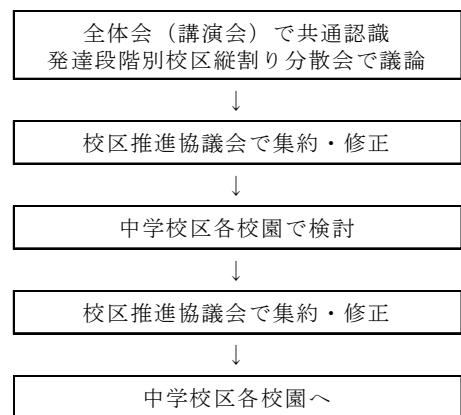 全体会（講演会）で共通認識
発達段階別校区縦割り分散会で議論
↓
校区推進協議会で集約・修正
↓
中学校区各校園で検討
↓
校区推進協議会で集約・修正
↓
中学校区各校園へ